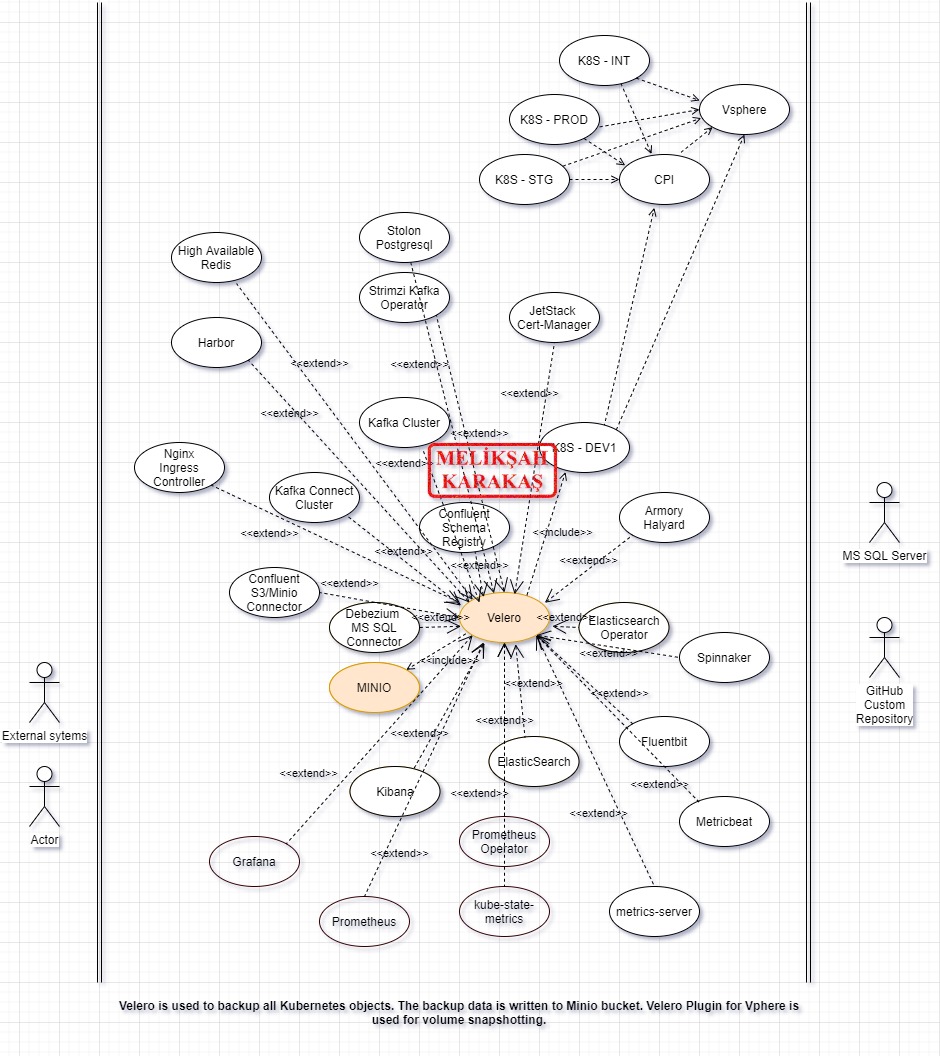 K8S - INT
Vsphere
K8S - PROD
K8S - STG
CPI
Stolon
Postgresql
High Available
Redis
Strimzi Kafka
Operator
JetStack
Cert-Manager
Harbor
<<extend>>
<<extend>>
<<extend>>
<<extend>>
Kafka Cluster
<<extend>>
K8S - DEV1
MELİKŞAH
KARAKAŞ
<<extend>>
Nginx
Ingress
Controller
Kafka Connect
Cluster
Confluent
Schema
Registry
Armory
Halyard
<<extend>>
<<include>>
<<extend>>
<<extend>>
<<extend>>
MS SQL Server
Confluent
S3/Minio
Connector
<<extend>>
Debezium
MS SQL
Connector
<<extend>>
Velero
<<extend>>
Elasticsearch
Operator
<<extend>>
Spinnaker
<<include>>
MINIO
<<extend>>
<<extend>>
GitHub
Custom
Repository
External sytems
<<extend>>
<<extend>>
Fluentbit
ElasticSearch
<<extend>>
Kibana
<<extend>>
<<extend>>
<<extend>>
Metricbeat
Actor
Prometheus
Operator
<<extend>>
Grafana
kube-state-
metrics
metrics-server
Prometheus
Velero is used to backup all Kubernetes objects. The backup data is written to Minio bucket. Velero Plugin for Vphere is
used for volume snapshotting.